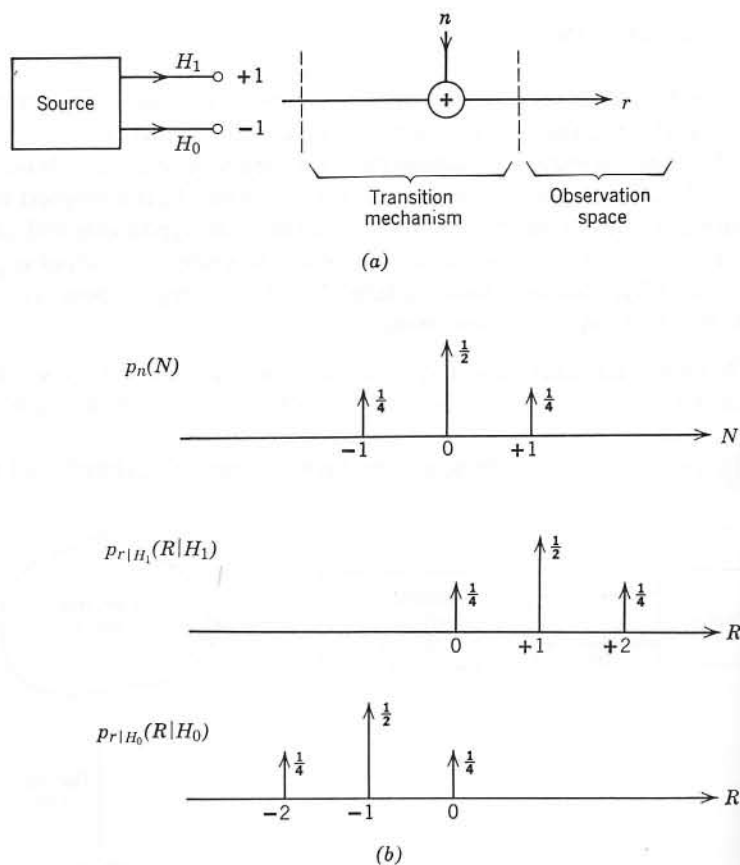 n
H₁ +1
Source
+ r
H₀ −1
Transition mechanism
Observation space
(a)
pₙ(N)
1/4 1/2 1/4
−1 0 +1 N
p_{r|H₁}(R|H₁)
1/4 1/2 1/4
0 +1 +2 R
p_{r|H₀}(R|H₀)
1/4 1/2 1/4
−2 −1 0 R
(b)